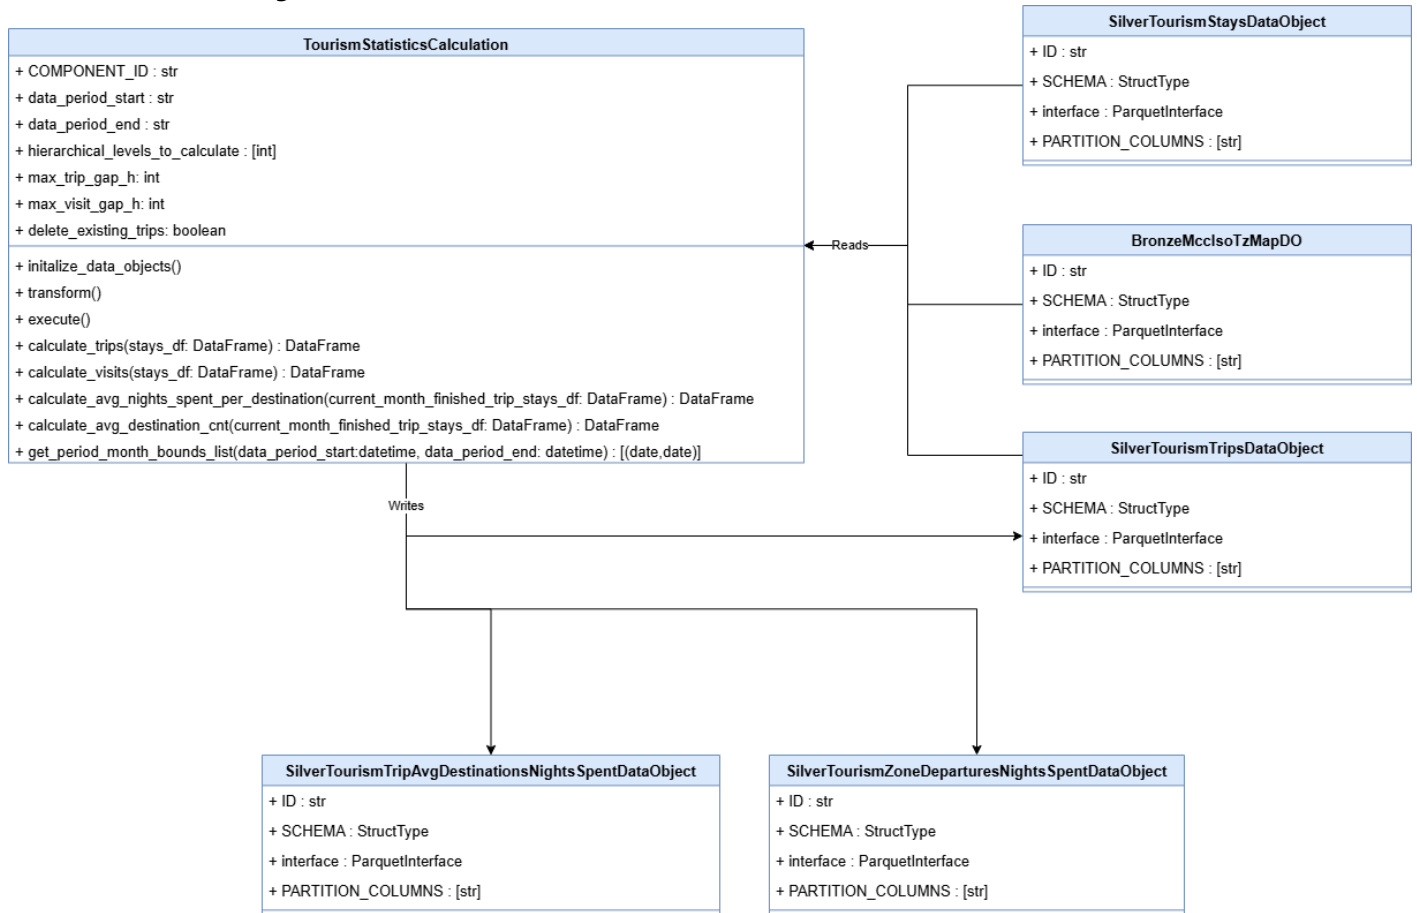 TourismStatisticsCalculation
+ COMPONENT_ID : str
+ data_period_start : str
+ data_period_end : str
+ hierarchical_levels_to_calculate : [int]
+ max_trip_gap_h: int
+ max_visit_gap_h: int
+ delete_existing_trips: boolean
+ initalize_data_objects()
+ transform()
+ execute()
+ calculate_trips(stays_df: DataFrame) : DataFrame
+ calculate_visits(stays_df: DataFrame) : DataFrame
+ calculate_avg_nights_spent_per_destination(current_month_finished_trip_stays_df: DataFrame) : DataFrame
+ calculate_avg_destination_cnt(current_month_finished_trip_stays_df: DataFrame) : DataFrame
+ get_period_month_bounds_list(data_period_start:datetime, data_period_end: datetime) : [(date,date)]
Reads
SilverTourismStaysDataObject
+ ID : str
+ SCHEMA : StructType
+ interface : ParquetInterface
+ PARTITION_COLUMNS : [str]
BronzeMccIsoTzMapDO
+ ID : str
+ SCHEMA : StructType
+ interface : ParquetInterface
+ PARTITION_COLUMNS : [str]
SilverTourismTripsDataObject
+ ID : str
+ SCHEMA : StructType
+ interface : ParquetInterface
+ PARTITION_COLUMNS : [str]
Writes
SilverTourismTripAvgDestinationsNightsSpentDataObject
+ ID : str
+ SCHEMA : StructType
+ interface : ParquetInterface
+ PARTITION_COLUMNS : [str]
SilverTourismZoneDeparturesNightsSpentDataObject
+ ID : str
+ SCHEMA : StructType
+ interface : ParquetInterface
+ PARTITION_COLUMNS : [str]